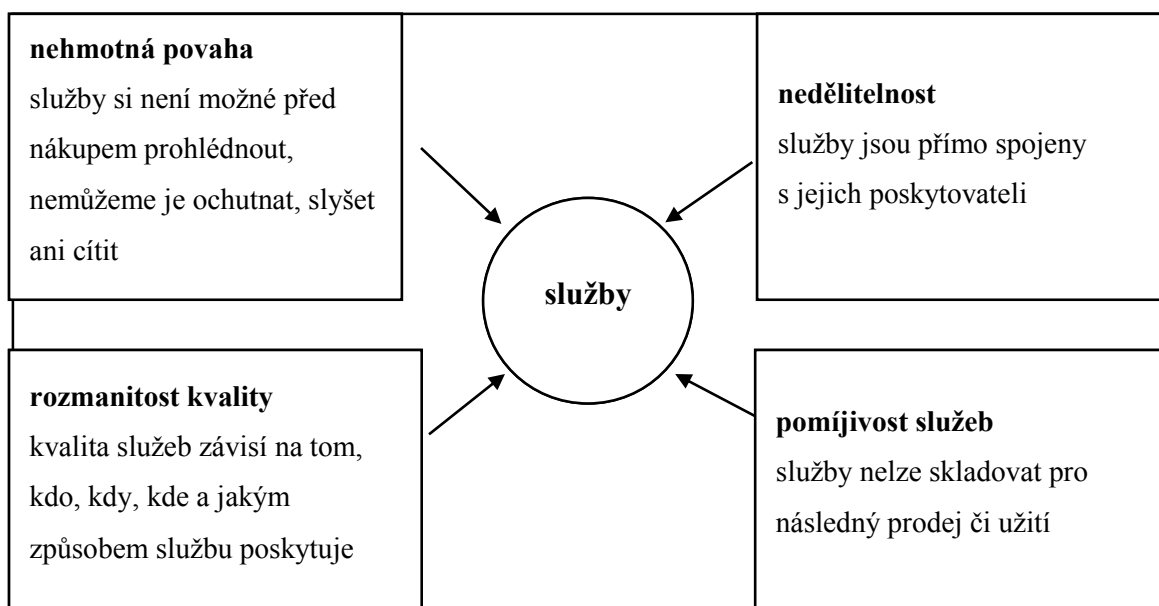 nehmotná povaha
služby si není možné před
nákupem prohlédnout,
nemůžeme je ochutnat, slyšet
ani cítit
nedělitelnost
služby jsou přímo spojeny
s jejich poskytovateli
služby
rozmanitost kvality
kvalita služeb závisí na tom,
kdo, kdy, kde a jakým
způsobem službu poskytuje
pomíjivost služeb
služby nelze skladovat pro
následný prodej či užití